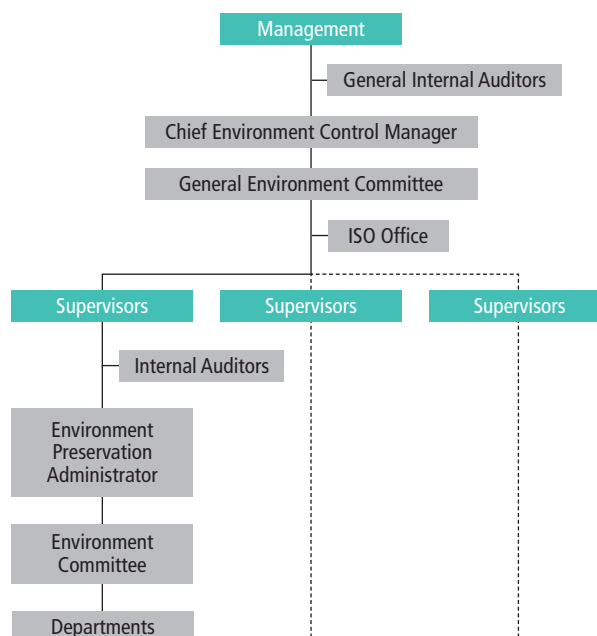 Management
General Internal Auditors
Chief Environment Control Manager
General Environment Committee
ISO Office
Supervisors
Supervisors
Supervisors
Internal Auditors
Environment
Preservation
Administrator
Environment
Committee
Departments